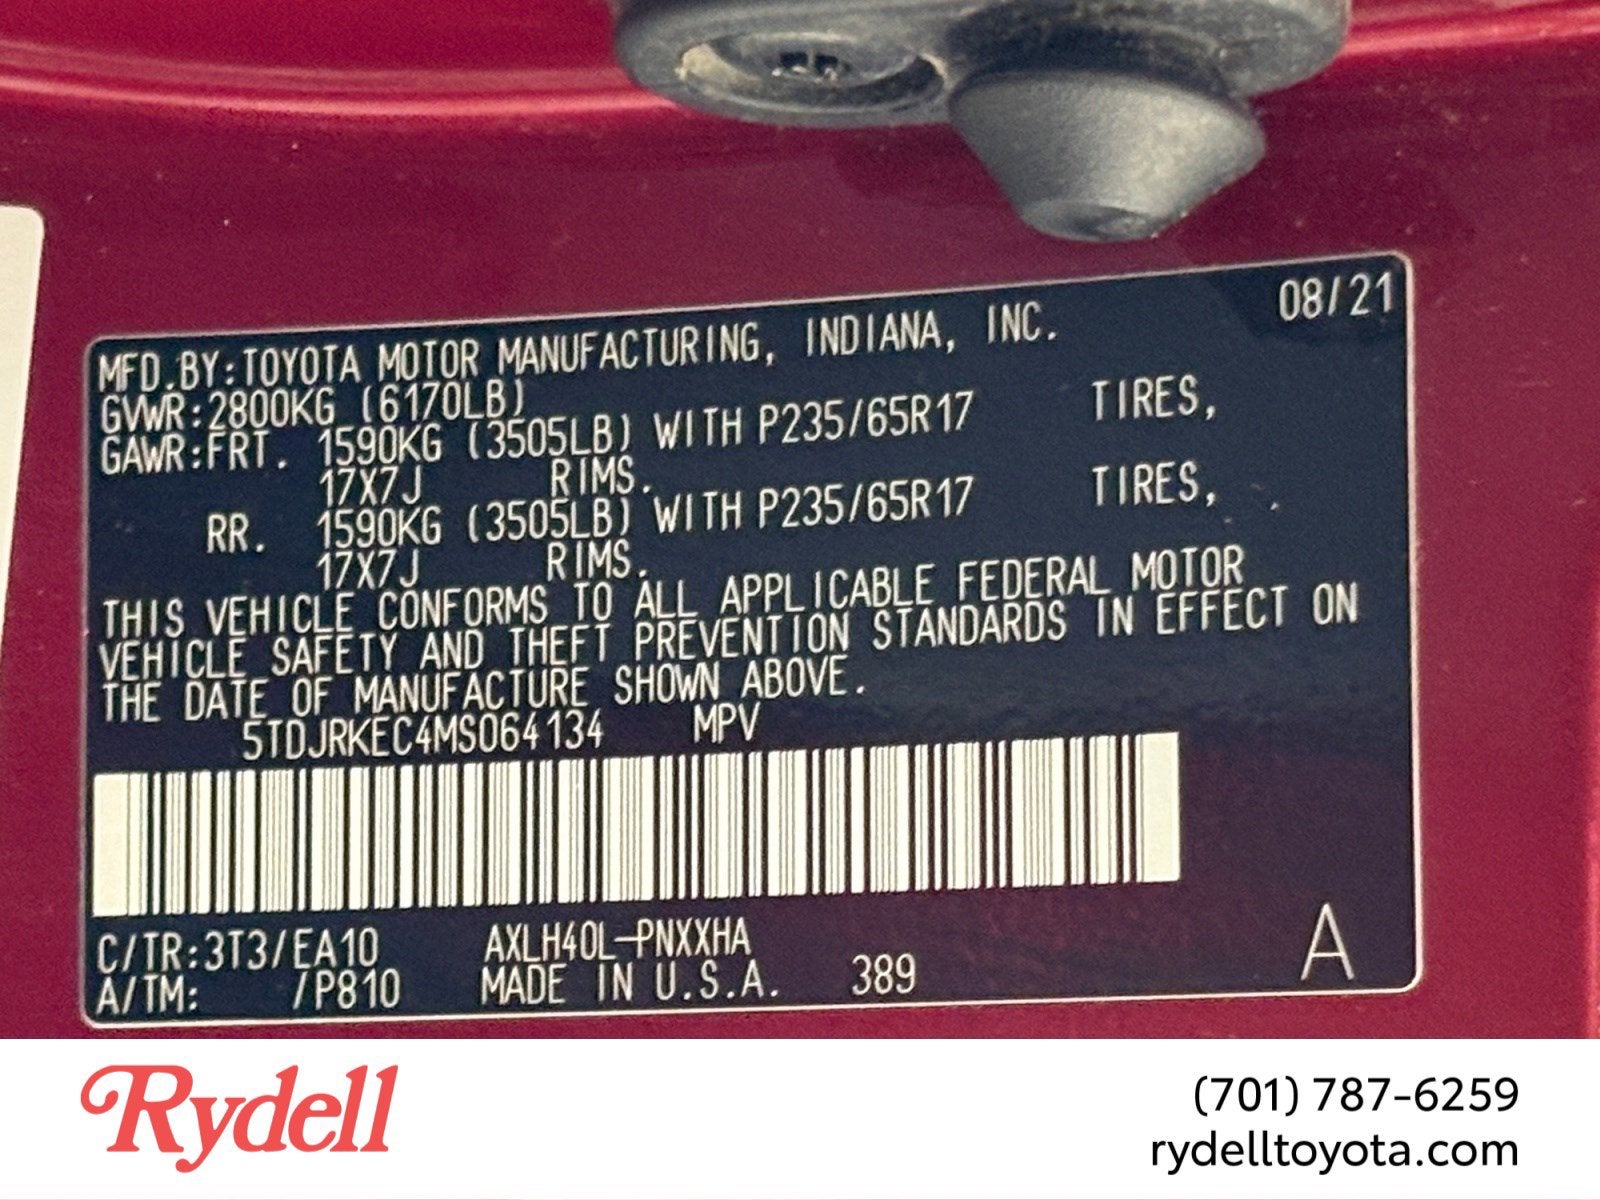 08/21
MFD.BY:TOYOTA MOTOR MANUFACTURING, INDIANA, INC.
GVWR:2800KG (6170LB)
GAWR:FRT. 1590KG (3505LB) WITH P235/65R17 TIRES,
17X7J RIMS.
RR. 1590KG (3505LB) WITH P235/65R17 TIRES,
17X7J RIMS.
THIS VEHICLE CONFORMS TO ALL APPLICABLE FEDERAL MOTOR
VEHICLE SAFETY AND THEFT PREVENTION STANDARDS IN EFFECT ON
THE DATE OF MANUFACTURE SHOWN ABOVE.
5TDJRKEC4MS064134 MPV
C/TR:3T3/EA10 AXLH40L-PNXXHA
A/TM: /P810 MADE IN U.S.A. 389 A
Rydell
(701) 787-6259
rydelltoyota.com